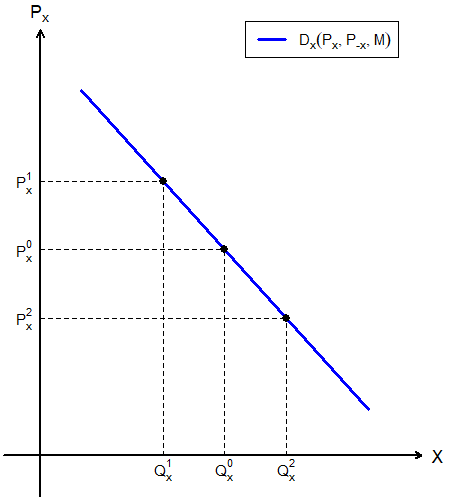 Pₓ
Dₓ(Pₓ, P₋ₓ, M)
Pₓ¹
Pₓ⁰
Pₓ²
X
Qₓ¹ Qₓ⁰ Qₓ²